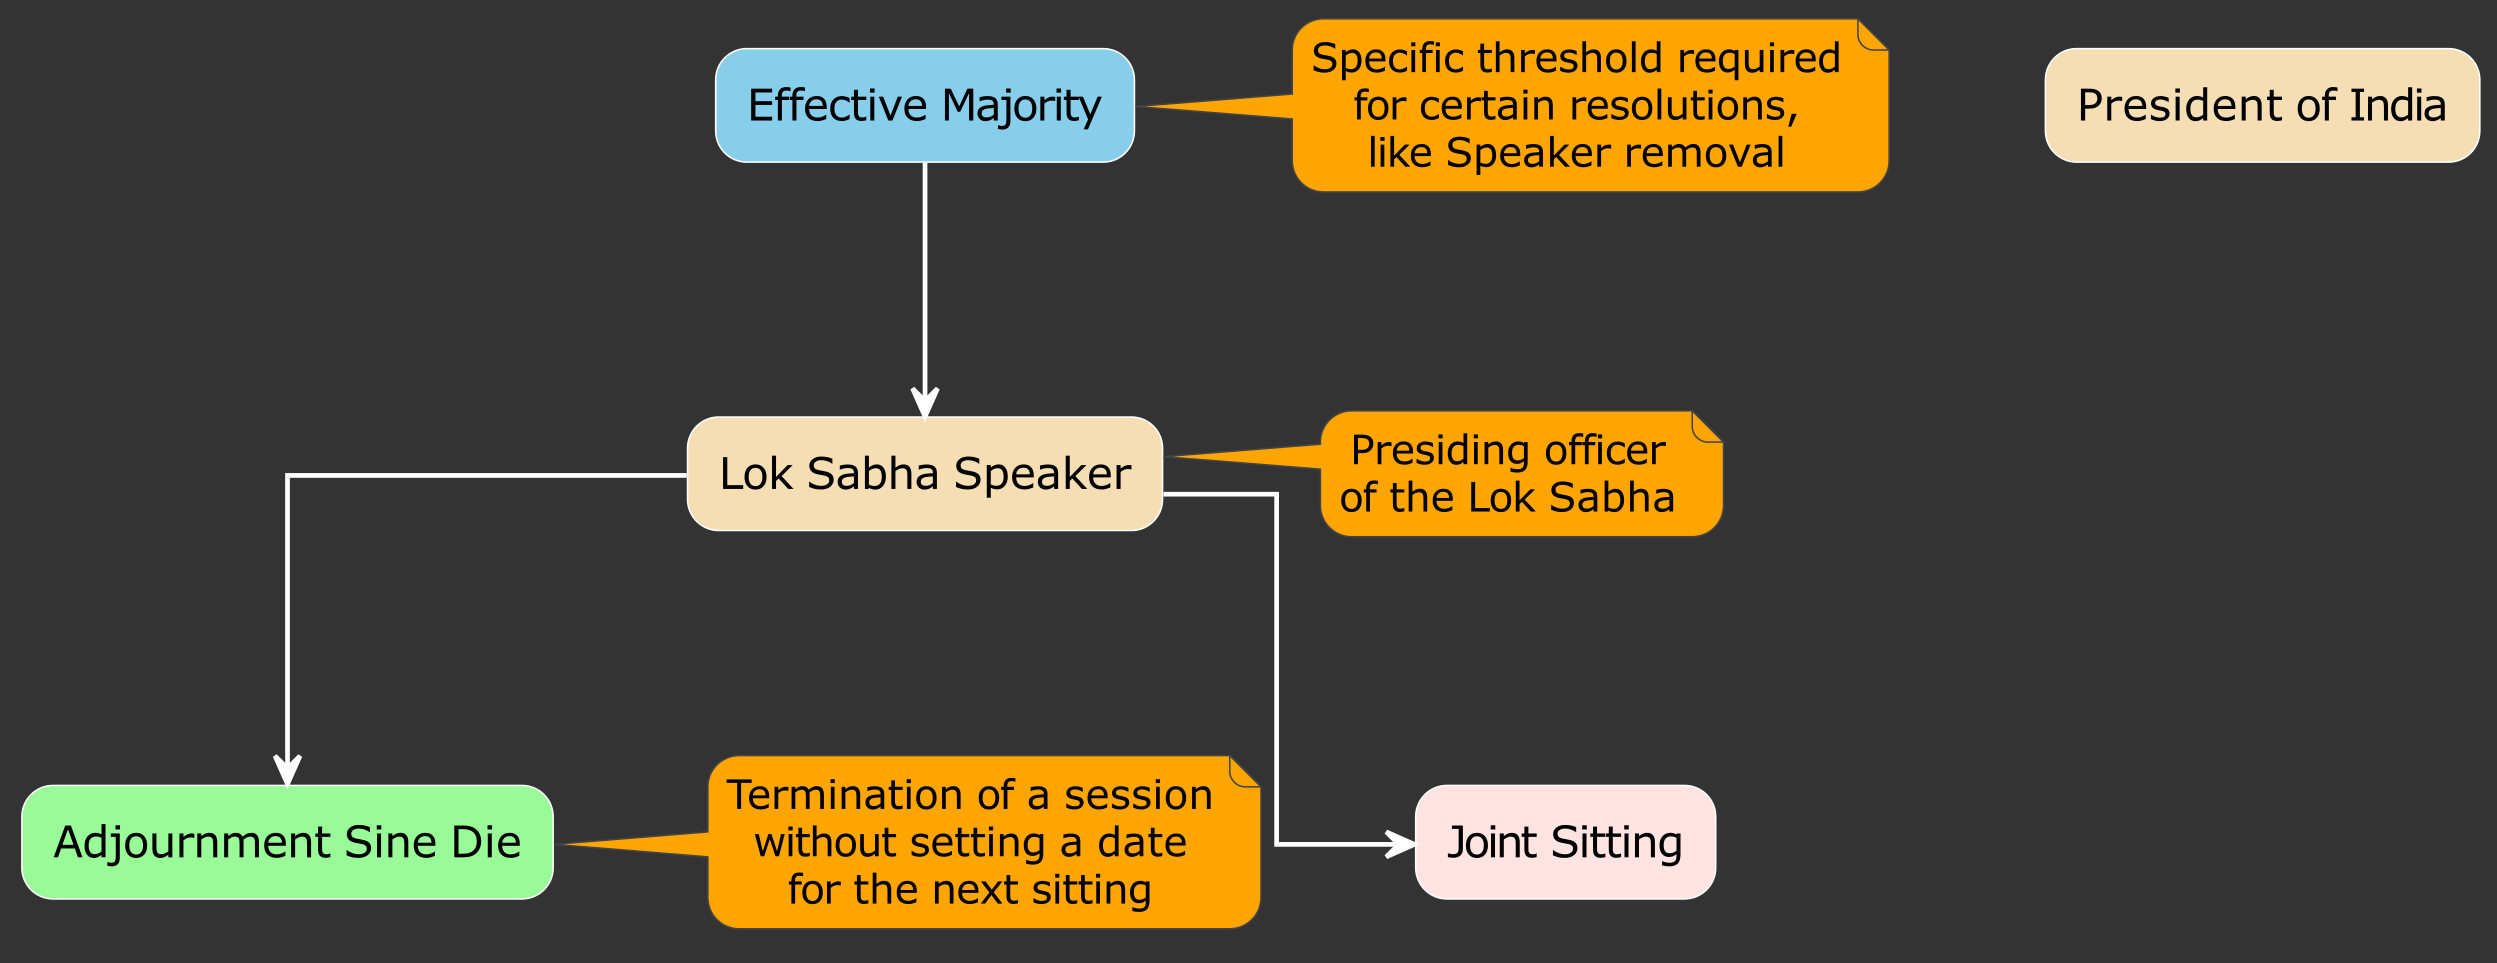 Effective Majority
Specific threshold required
for certain resolutions,
like Speaker removal
President of India
Lok Sabha Speaker
Presiding officer
of the Lok Sabha
Adjournment Sine Die
Termination of a session
without setting a date
for the next sitting
Joint Sitting